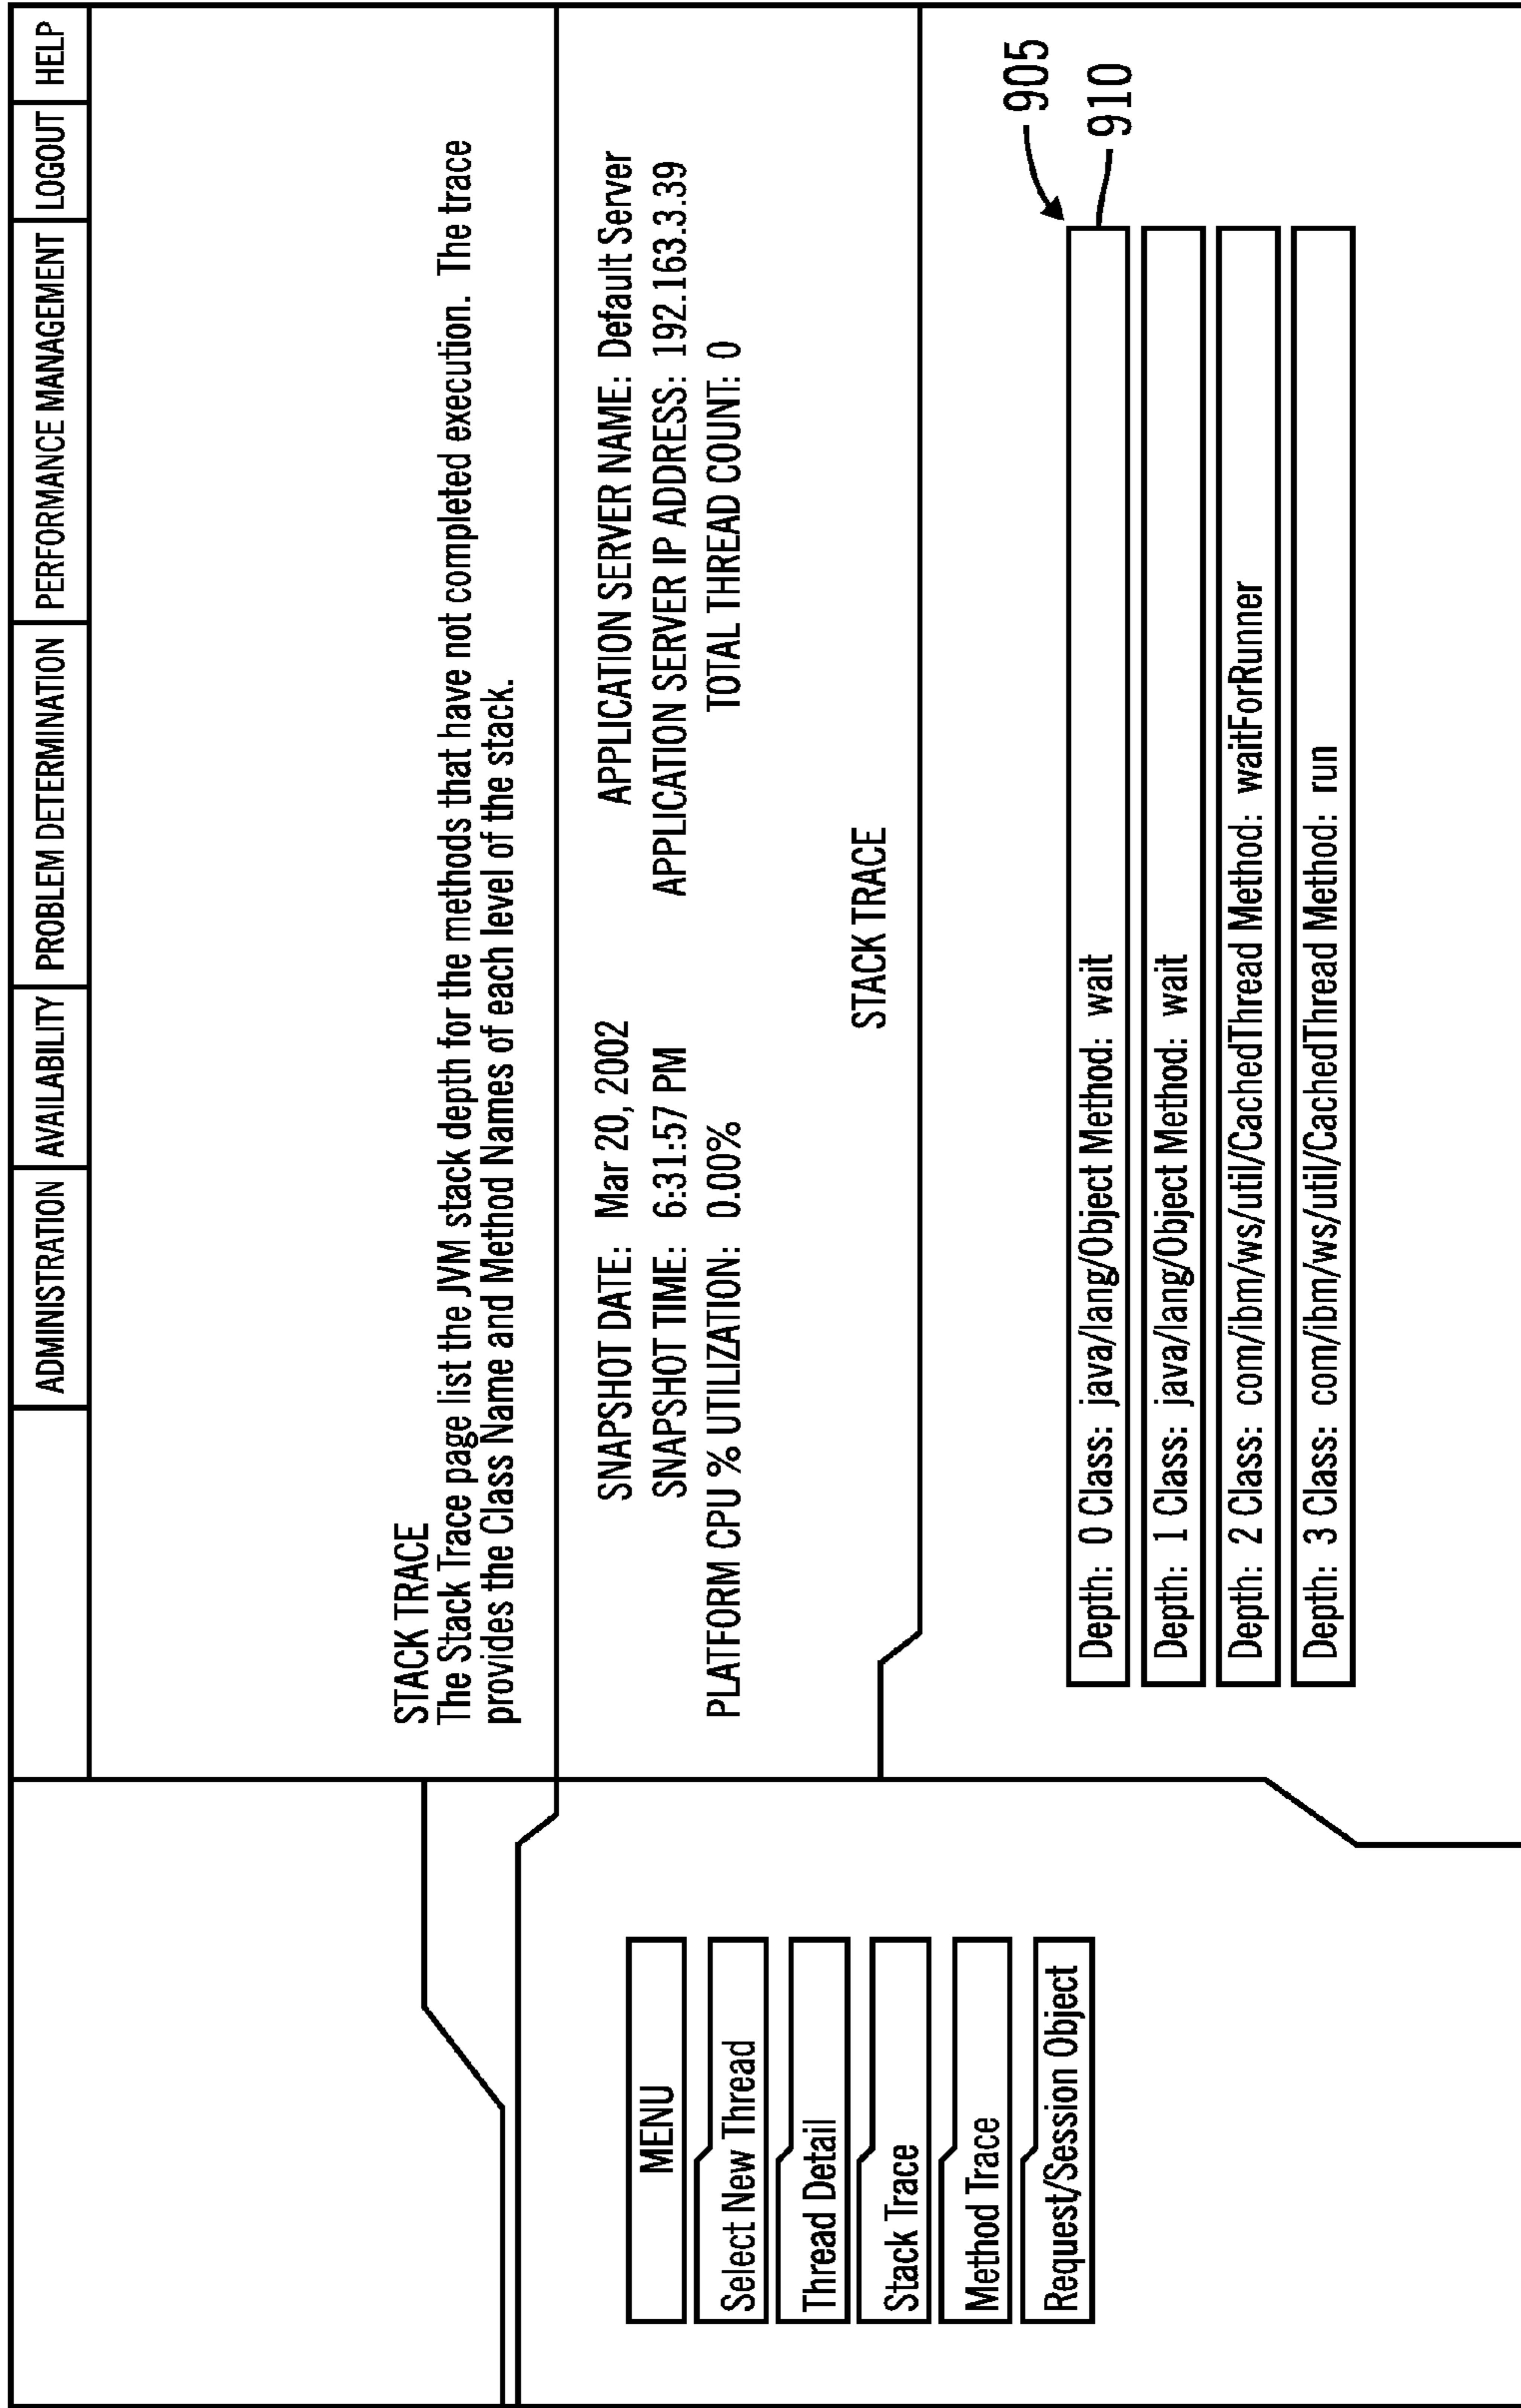 ADMINISTRATION AVAILABILITY PROBLEM DETERMINATION PERFORMANCE MANAGEMENT LOGOUT HELP
STACK TRACE
The Stack Trace page list the JVM stack depth for the methods that have not completed execution. The trace
provides the Class Name and Method Names of each level of the stack.
SNAPSHOT DATE: Mar 20, 2002 APPLICATION SERVER NAME: Default Server
SNAPSHOT TIME: 6:31:57 PM APPLICATION SERVER IP ADDRESS: 192.163.3.39
PLATFORM CPU % UTILIZATION: 0.00% TOTAL THREAD COUNT: 0
STACK TRACE
MENU
Select New Thread
Thread Detail
Stack Trace
Method Trace
Request/Session Object
905
910
Depth: 0 Class: java/lang/Object Method: wait
Depth: 1 Class: java/lang/Object Method: wait
Depth: 2 Class: com/ibm/ws/util/CachedThread Method: waitForRunner
Depth: 3 Class: com/ibm/ws/util/CachedThread Method: run